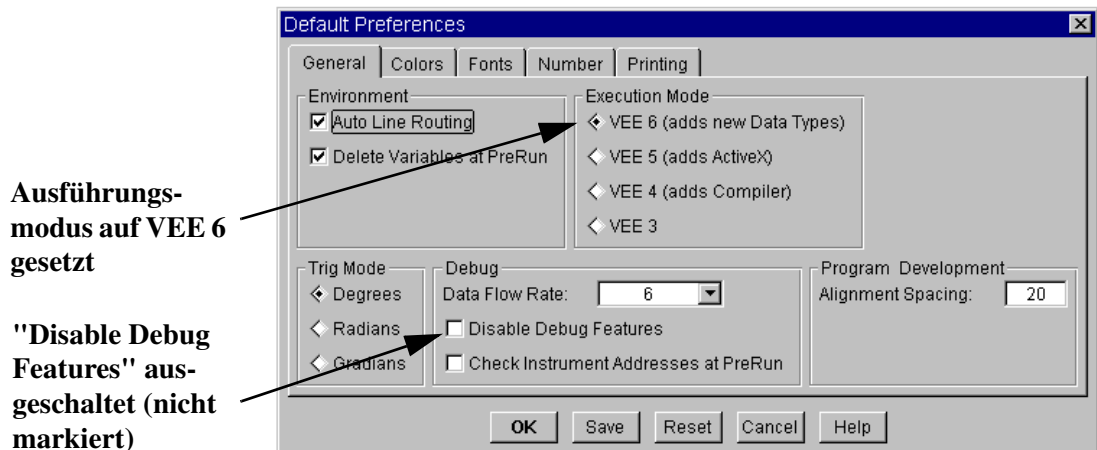 Default Preferences
General Colors Fonts Number Printing
Environment
Auto Line Routing
Delete Variables at PreRun
Execution Mode
VEE 6 (adds new Data Types)
VEE 5 (adds ActiveX)
VEE 4 (adds Compiler)
VEE 3
Ausführungs-
modus auf VEE 6
gesetzt
Trig Mode
Degrees
Radians
Gradians
Debug
Data Flow Rate: 6
Disable Debug Features
Check Instrument Addresses at PreRun
Program Development
Alignment Spacing: 20
"Disable Debug
Features" aus-
geschaltet (nicht
markiert)
OK Save Reset Cancel Help